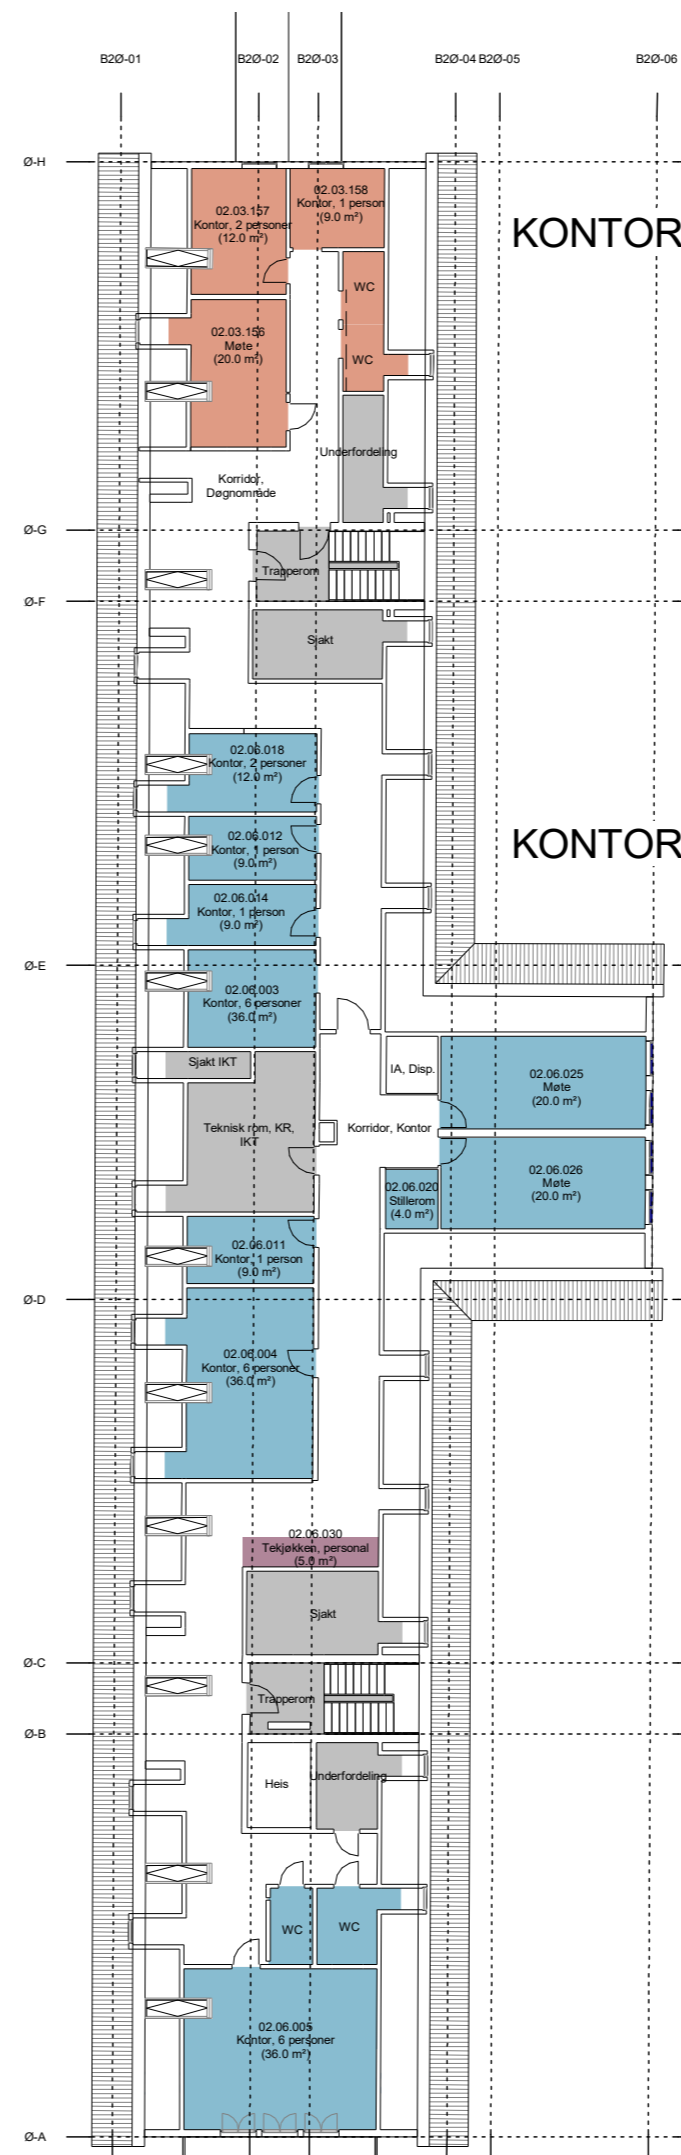 B2Ø-01
B2Ø-02
B2Ø-03
B2Ø-04
B2Ø-05
B2Ø-06
Ø-H
02.03.157
Kontor, 2 personer
(12.0 m²)
02.03.158
Kontor, 1 person
(9.0 m²)
KONTOR
WC
02.03.156
Møte
(20.0 m²)
WC
Underfordeling
Korridor,
Døgnområde
Ø-G
Trapperom
Ø-F
Sjakt
02.06.018
Kontor, 2 personer
(12.0 m²)
02.06.012
Kontor, 1 person
(9.0 m²)
KONTOR
02.06.014
Kontor, 1 person
(9.0 m²)
Ø-E
02.06.003
Kontor, 6 personer
(36.0 m²)
Sjakt IKT
IA, Disp.
02.06.025
Møte
(20.0 m²)
Teknisk rom, KR,
IKT
Korridor, Kontor
02.06.026
Møte
(20.0 m²)
02.06.020
Stillerom
(4.0 m²)
02.06.011
Kontor, 1 person
(9.0 m²)
Ø-D
02.06.004
Kontor, 6 personer
(36.0 m²)
02.06.030
Tekjøkken, personal
(5.0 m²)
Sjakt
Ø-C
Trapperom
Ø-B
Heis
Underfordeling
WC
WC
02.06.005
Kontor, 6 personer
(36.0 m²)
Ø-A